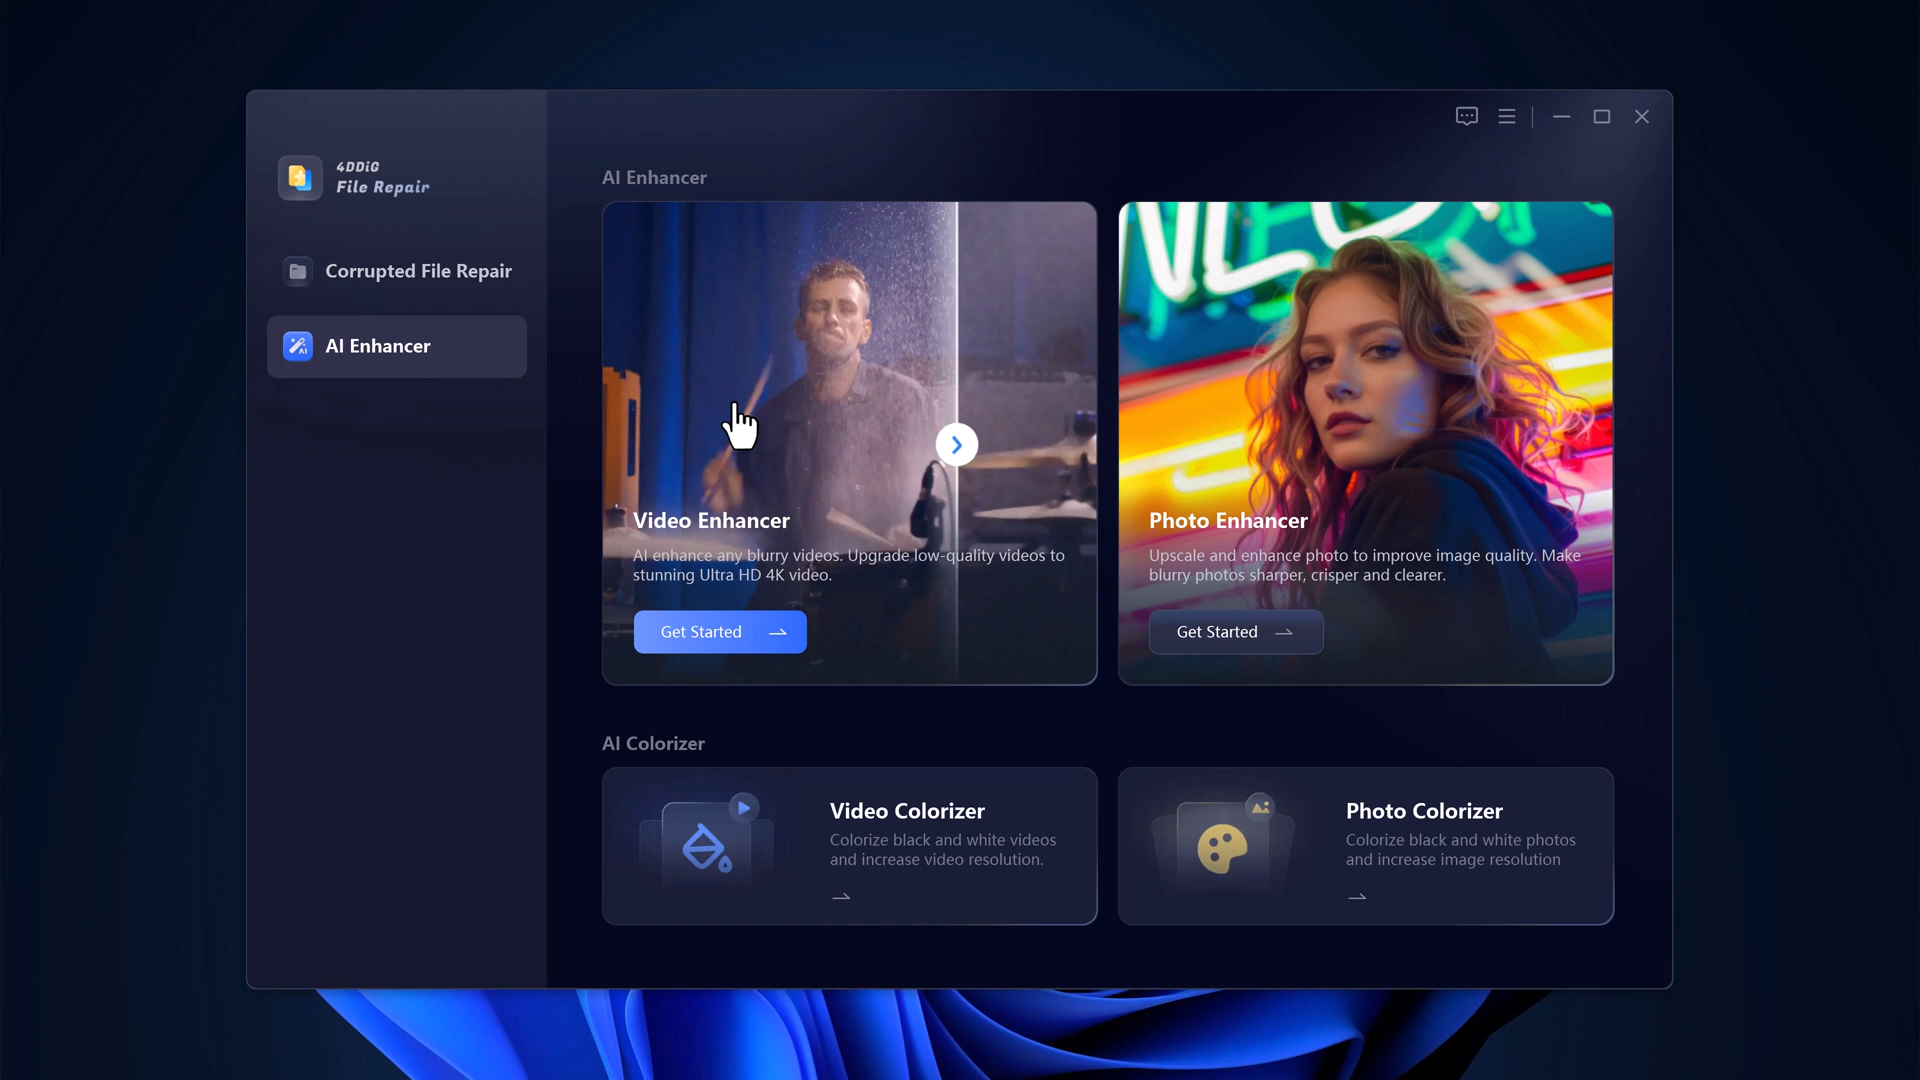 4DDiG
File Repair
Corrupted File Repair
AI Enhancer
AI Enhancer
Video Enhancer
AI enhance any blurry videos. Upgrade low-quality videos to
stunning Ultra HD 4K video.
Get Started
Photo Enhancer
Upscale and enhance photo to improve image quality. Make
blurry photos sharper, crisper and clearer.
Get Started
AI Colorizer
Video Colorizer
Colorize black and white videos
and increase video resolution.
Photo Colorizer
Colorize black and white photos
and increase image resolution